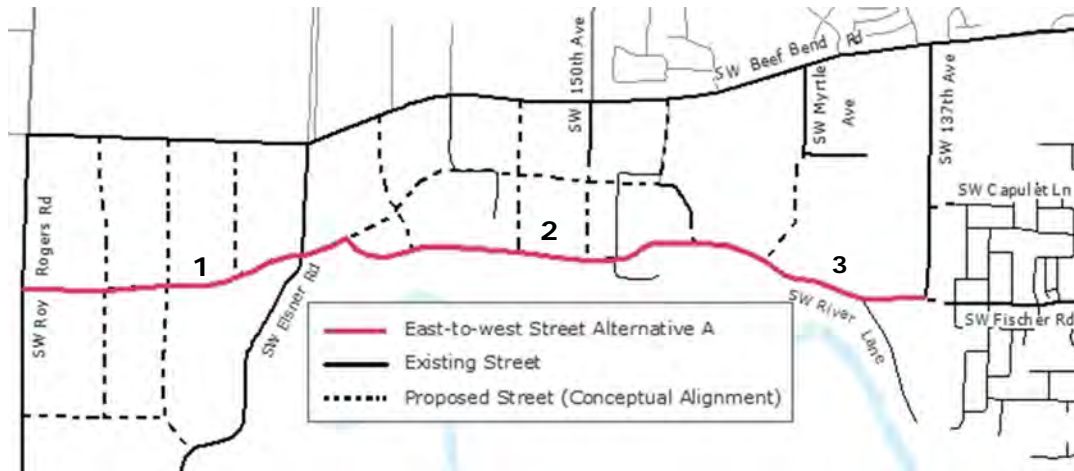 SW Beef Bend Rd
SW 150th Ave
SW Myrtle
Ave
SW 137th Ave
SW Capulet Ln
SW Roy Rogers Rd
1
2
3
SW Elsner Rd
SW River
Lane
SW Fischer Rd
East-to-west Street Alternative A
Existing Street
Proposed Street (Conceptual Alignment)